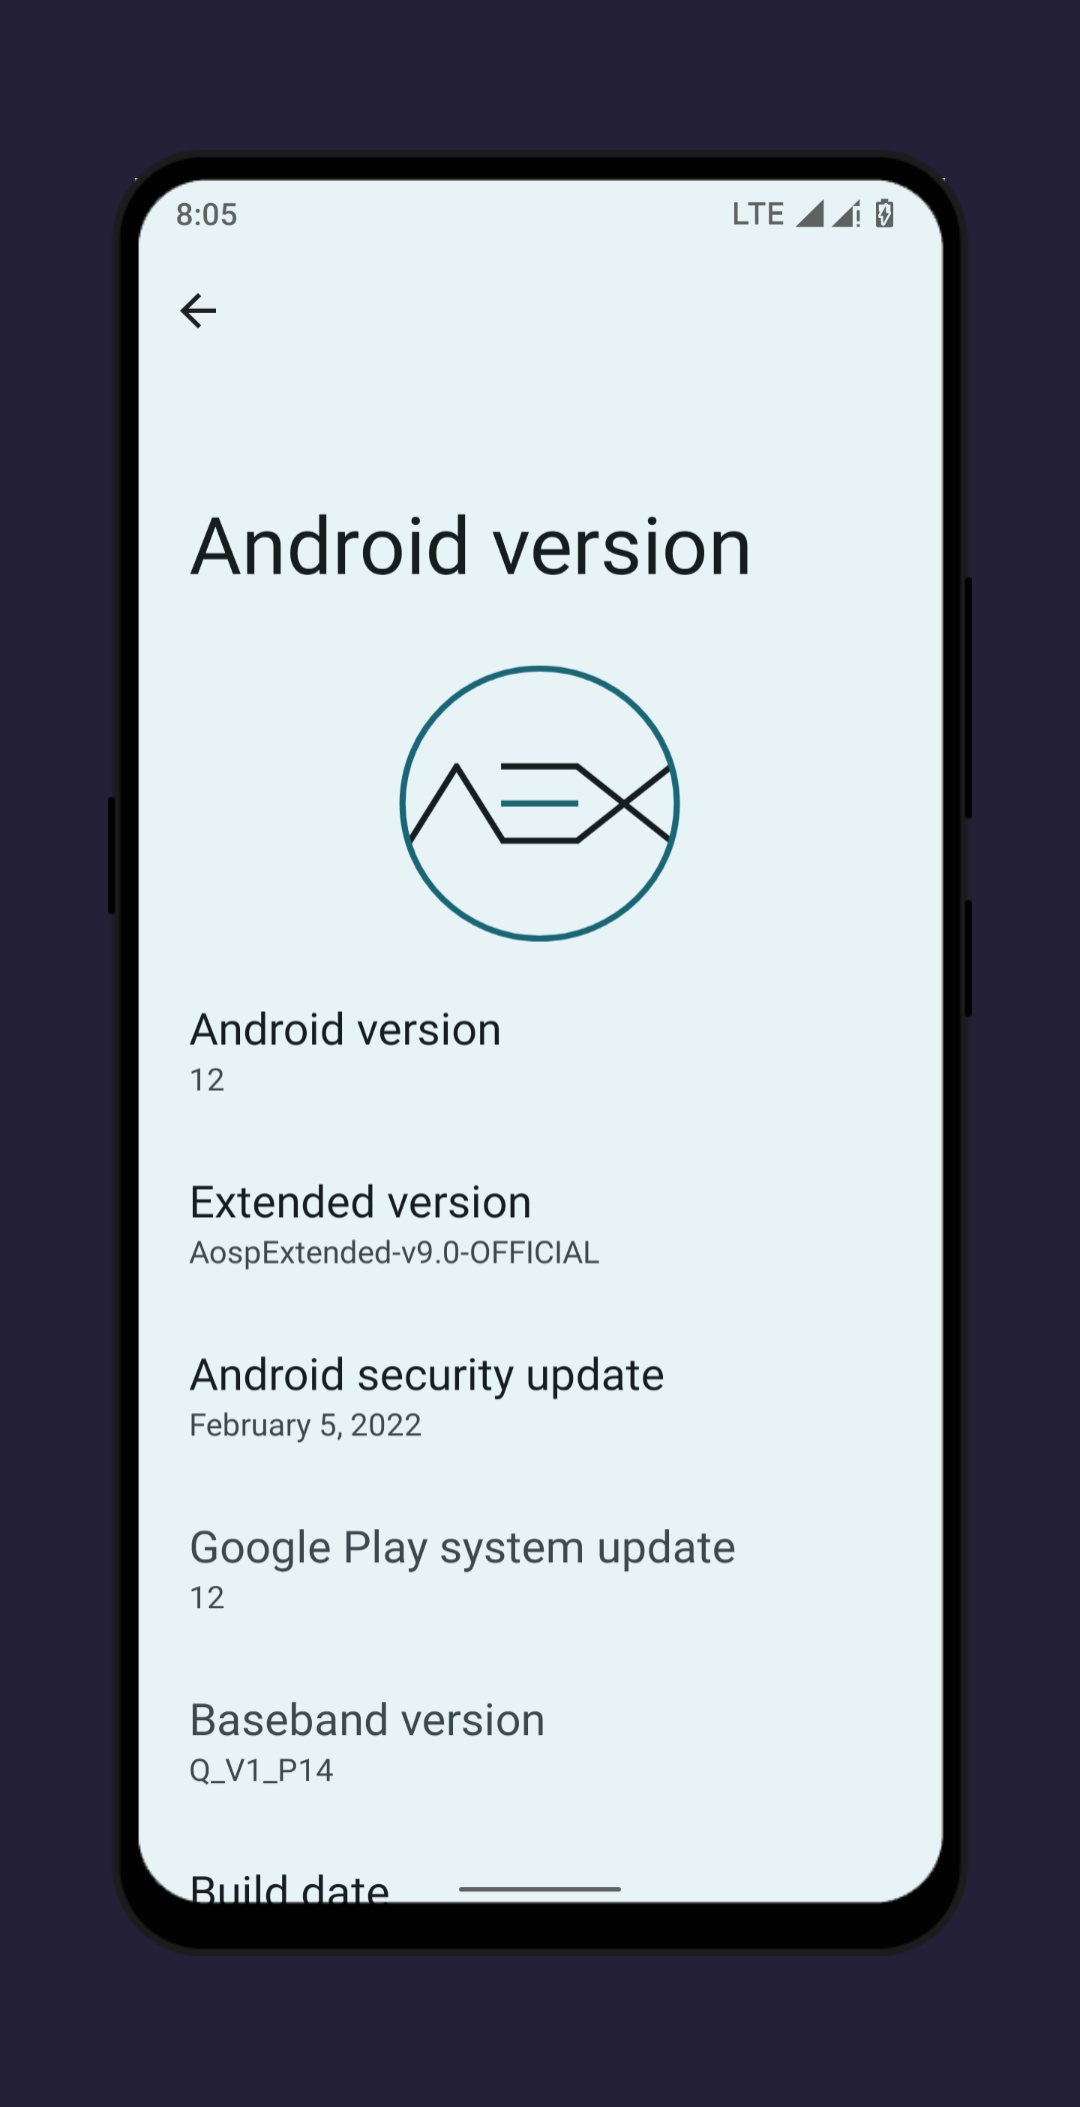 8:05 LTE
Android version
AEX
Android version
12
Extended version
AospExtended-v9.0-OFFICIAL
Android security update
February 5, 2022
Google Play system update
12
Baseband version
Q_V1_P14
Build date